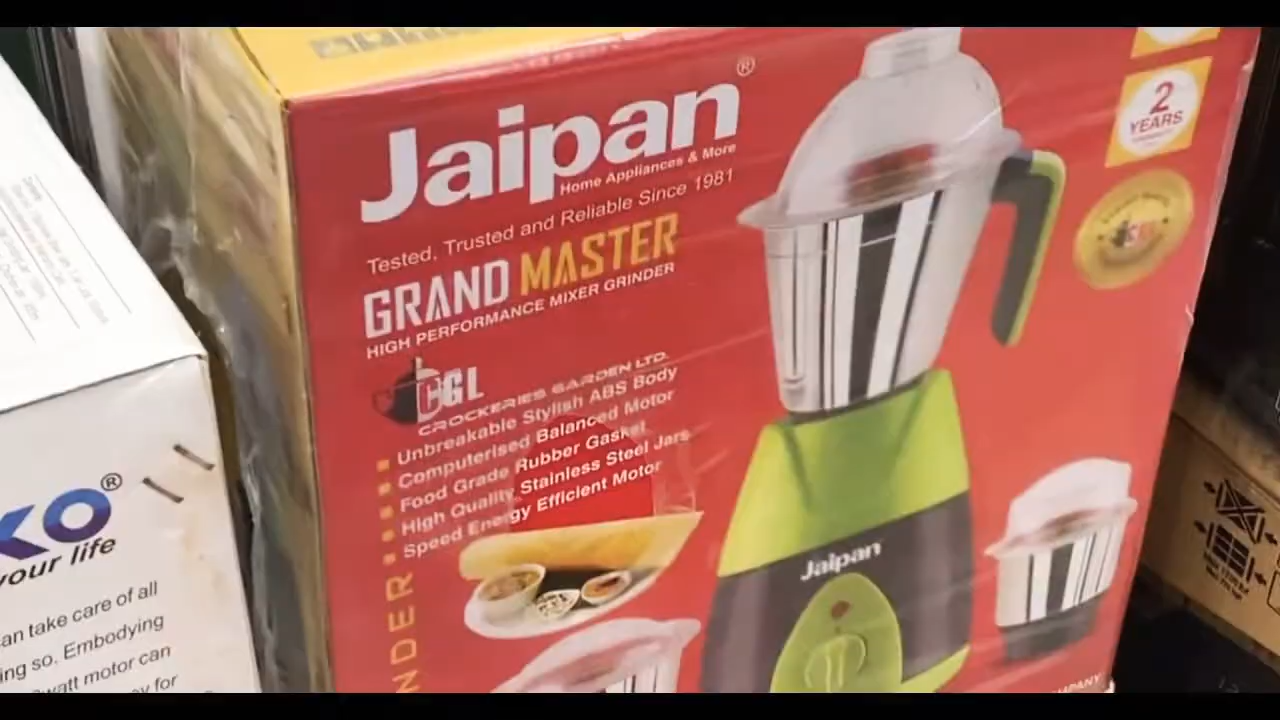 Jaipan®
Home Appliances & More
Tested, Trusted and Reliable Since 1981
GRAND MASTER
HIGH PERFORMANCE MIXER GRINDER
CGL
CROCKERIES GARDEN LTD.
Unbreakable Stylish ABS Body
Computerised Balanced Motor
Food Grade Rubber Gasket
High Quality Stainless Steel Jars
Speed Energy Efficient Motor
2
YEARS
Jaipan
NDER
MPANY
KO®
your life
an take care of all
ing so. Embodying
watt motor can
for